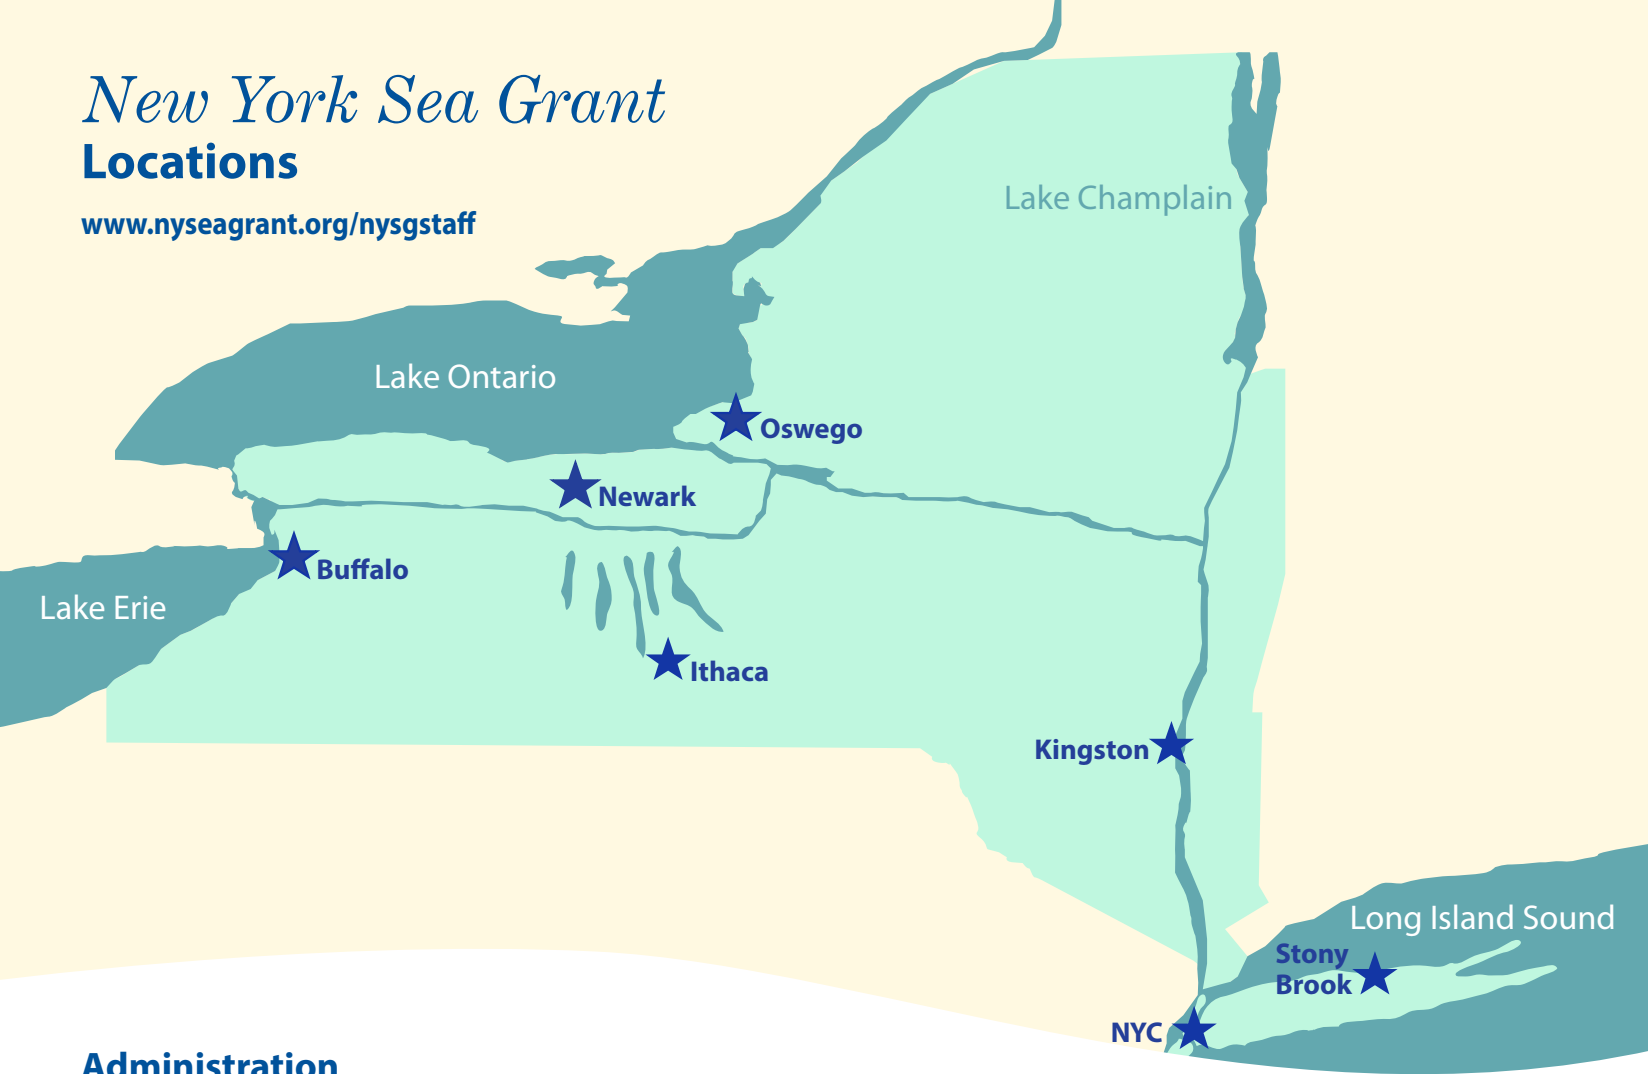 New York Sea Grant
Locations
www.nyseagrant.org/nysgstaff
Lake Champlain
Lake Ontario
Oswego
Newark
Buffalo
Lake Erie
Ithaca
Kingston
Long Island Sound
Stony
Brook
NYC
Administration